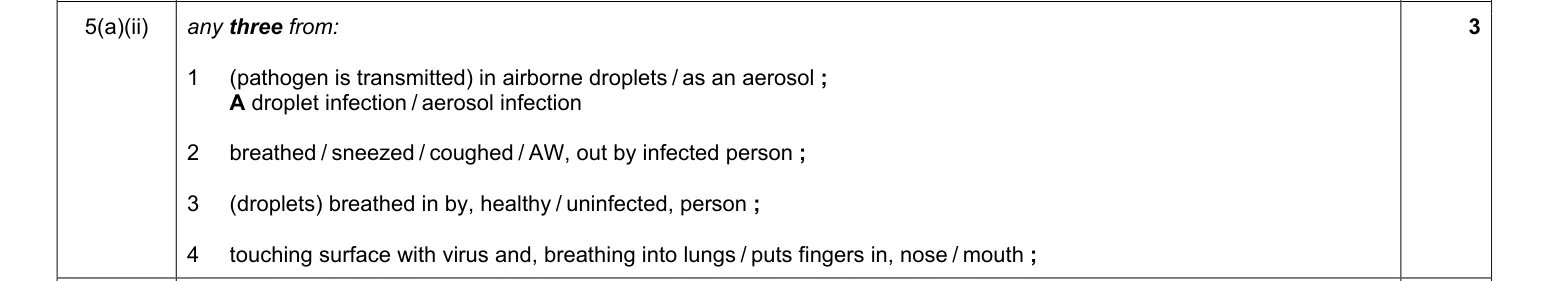 5(a)(ii) any three from: 3
1 (pathogen is transmitted) in airborne droplets / as an aerosol ;
A droplet infection / aerosol infection
2 breathed / sneezed / coughed / AW, out by infected person ;
3 (droplets) breathed in by, healthy / uninfected, person ;
4 touching surface with virus and, breathing into lungs / puts fingers in, nose / mouth ;